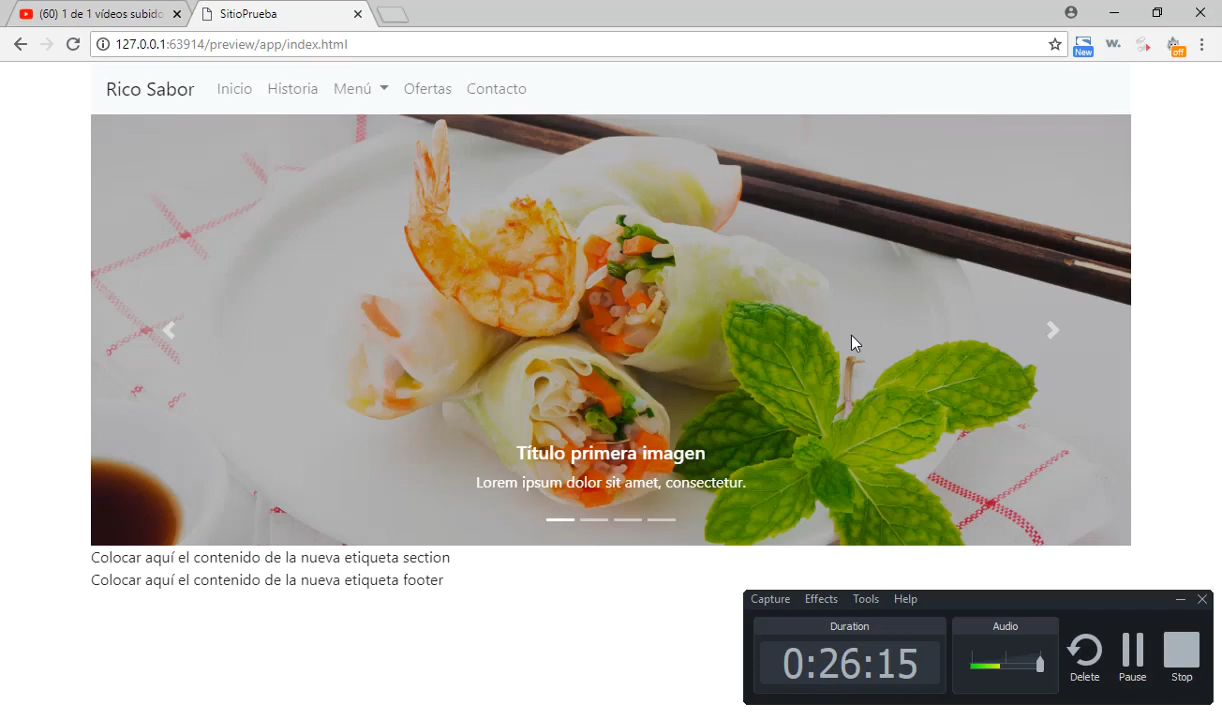 (60) 1 de 1 vídeos subido
SitioPrueba
127.0.0.1:63914/preview/app/index.html
New
W.
off
Rico Sabor Inicio Historia Menú Ofertas Contacto
Título primera imagen
Lorem ipsum dolor sit amet, consectetur.
Colocar aquí el contenido de la nueva etiqueta section
Colocar aquí el contenido de la nueva etiqueta footer
Capture Effects Tools Help
Duration
Audio
0:26:15
Delete Pause Stop